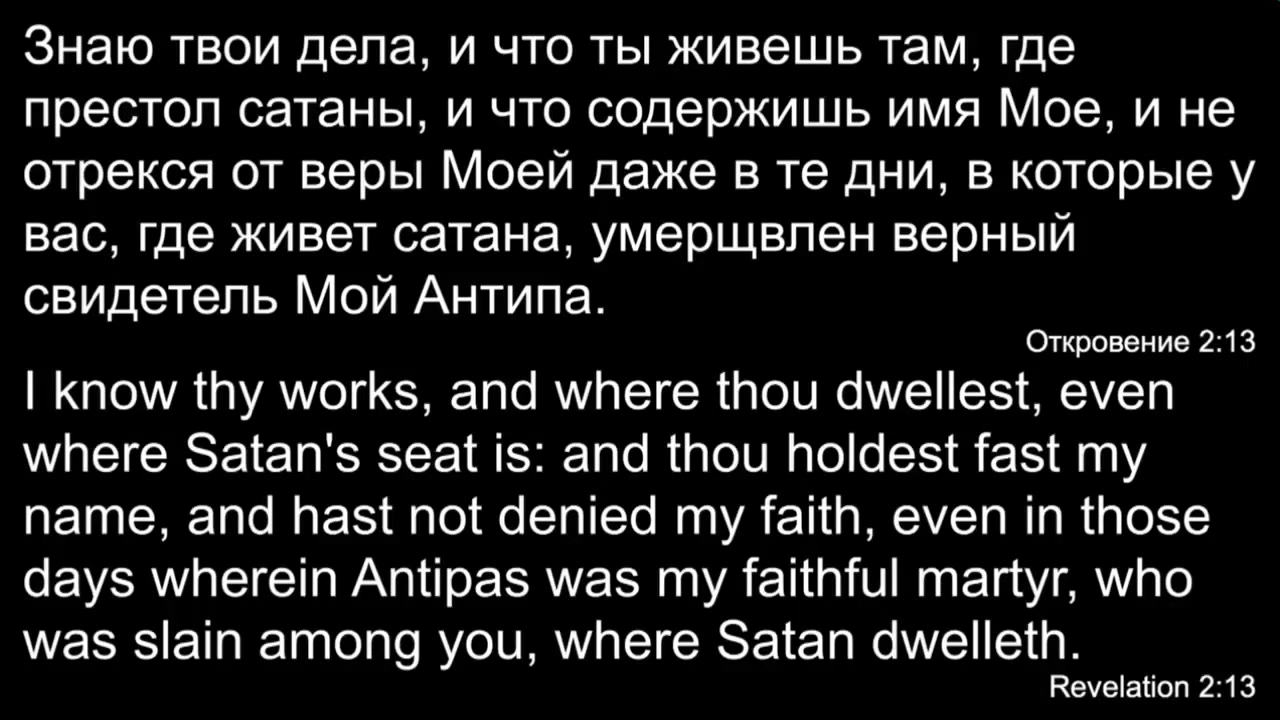 Знаю твои дела, и что ты живешь там, где
престол сатаны, и что содержишь имя Мое, и не
отрекся от веры Моей даже в те дни, в которые у
вас, где живет сатана, умерщвлен верный
свидетель Мой Антипа.
Откровение 2:13
I know thy works, and where thou dwellest, even
where Satan's seat is: and thou holdest fast my
name, and hast not denied my faith, even in those
days wherein Antipas was my faithful martyr, who
was slain among you, where Satan dwelleth.
Revelation 2:13